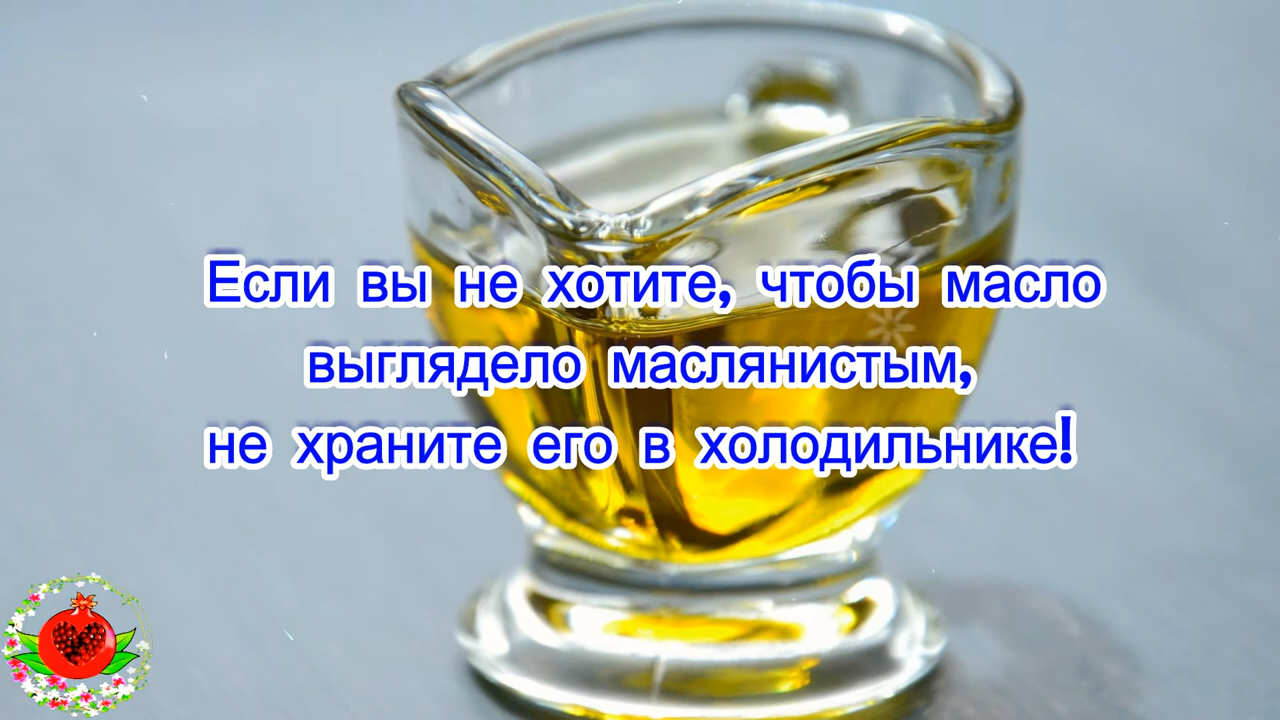 Если вы не хотите, чтобы масло
выглядело маслянистым,
не храните его в холодильнике!